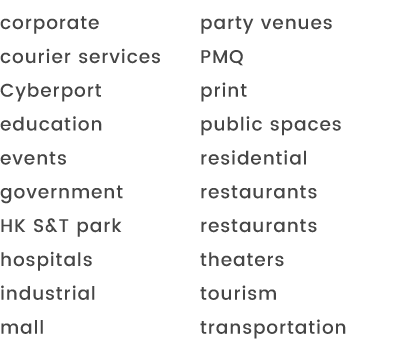 corporate
courier services
Cyberport
education
events
government
HK S&T park
hospitals
industrial
mall
party venues
PMQ
print
public spaces
residential
restaurants
restaurants
theaters
tourism
transportation